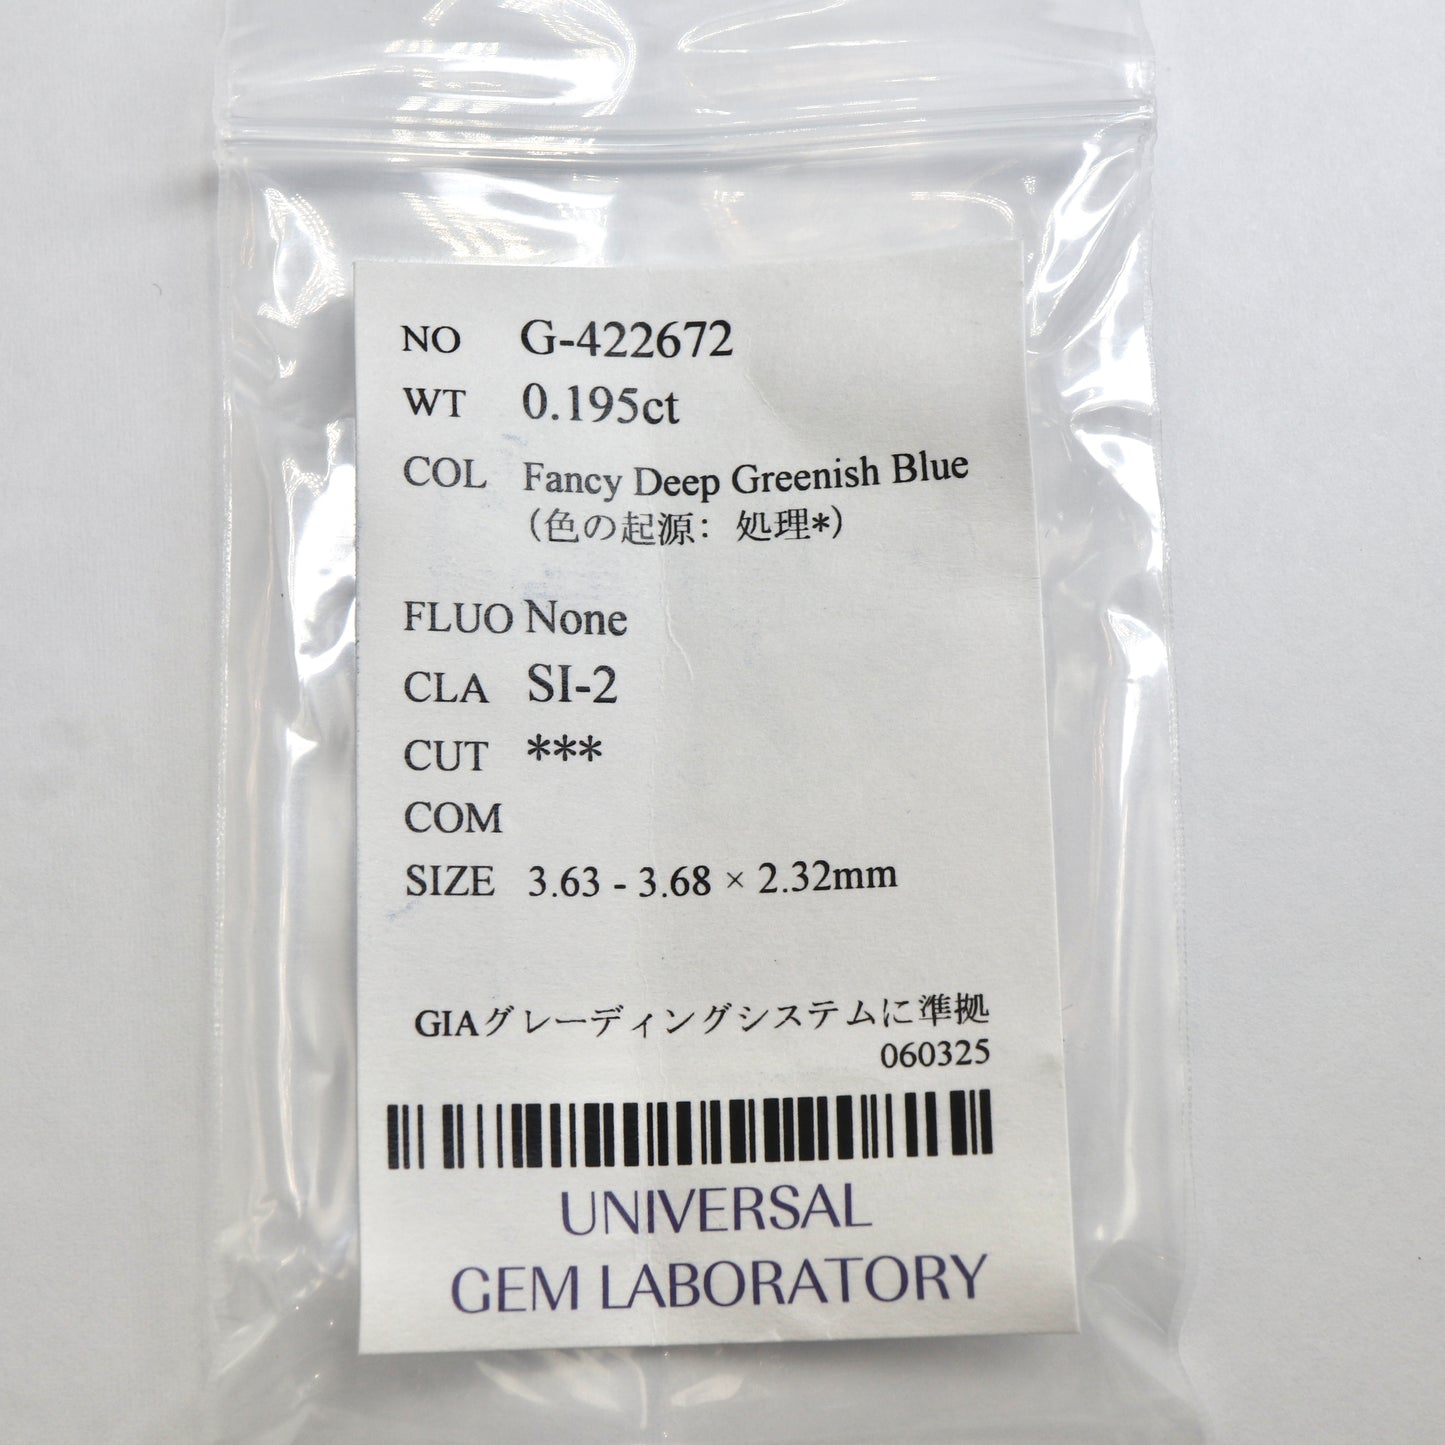 NO G-422672
WT 0.195ct
COL Fancy Deep Greenish Blue
(色の起源: 処理*)
FLUO None
CLA SI-2
CUT ***
COM
SIZE 3.63 - 3.68 × 2.32mm
GIAグレーディングシステムに準拠
060325
UNIVERSAL
GEM LABORATORY